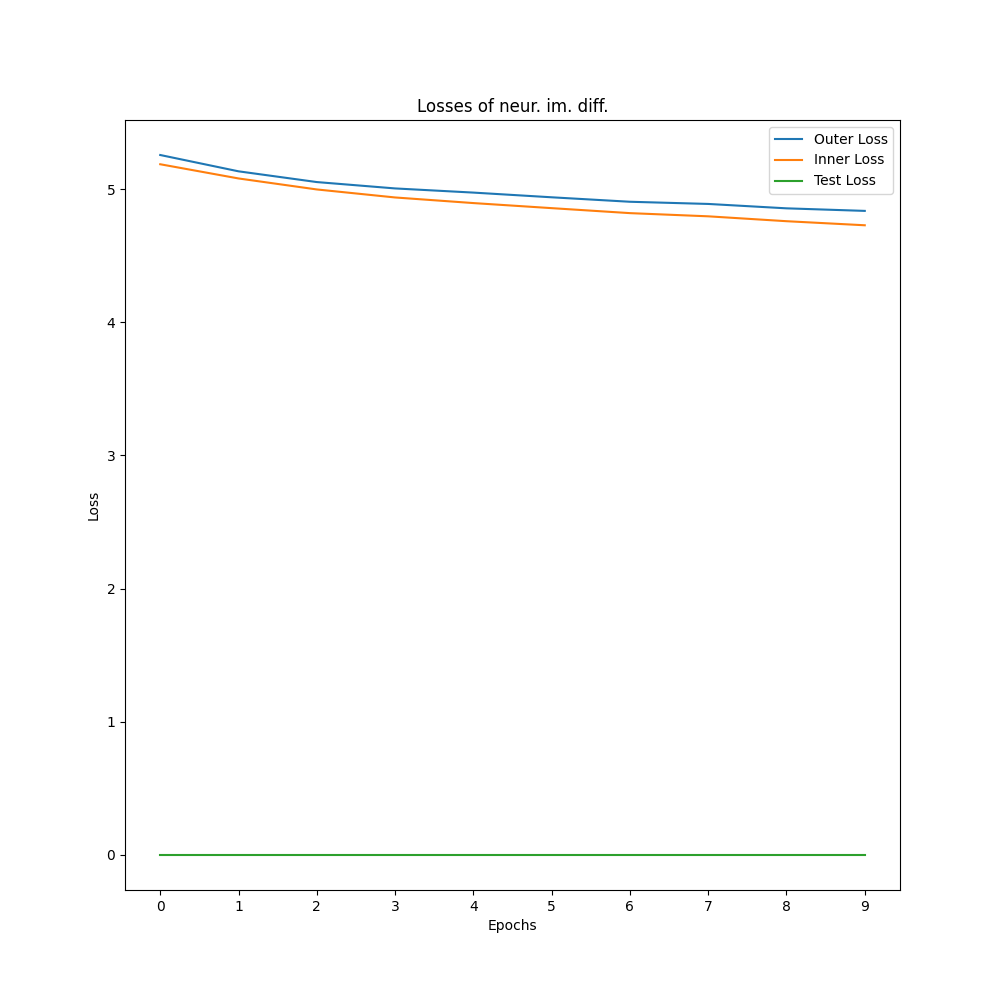 Losses of neur. im. diff.
Outer Loss
Inner Loss
Test Loss
5
4
3
2
1
0
Loss
0 1 2 3 4 5 6 7 8 9
Epochs